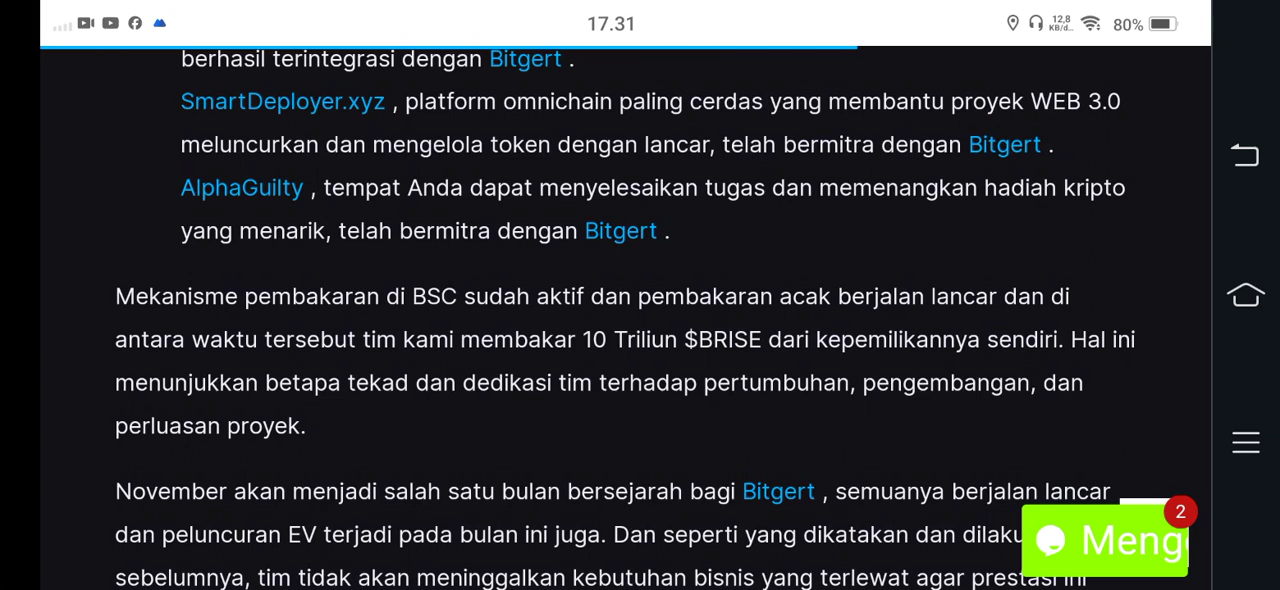 17.31
12,8
KB/d...
80%
berhasil terintegrasi dengan Bitgert .
SmartDeployer.xyz , platform omnichain paling cerdas yang membantu proyek WEB 3.0
meluncurkan dan mengelola token dengan lancar, telah bermitra dengan Bitgert .
AlphaGuilty , tempat Anda dapat menyelesaikan tugas dan memenangkan hadiah kripto
yang menarik, telah bermitra dengan Bitgert .
Mekanisme pembakaran di BSC sudah aktif dan pembakaran acak berjalan lancar dan di
antara waktu tersebut tim kami membakar 10 Triliun $BRISE dari kepemilikannya sendiri. Hal ini
menunjukkan betapa tekad dan dedikasi tim terhadap pertumbuhan, pengembangan, dan
perluasan proyek.
November akan menjadi salah satu bulan bersejarah bagi Bitgert , semuanya berjalan lancar
dan peluncuran EV terjadi pada bulan ini juga. Dan seperti yang dikatakan dan dilaku
2
Meng
sebelumnya, tim tidak akan meninggalkan kebutuhan bisnis yang terlewat agar prestasi ini